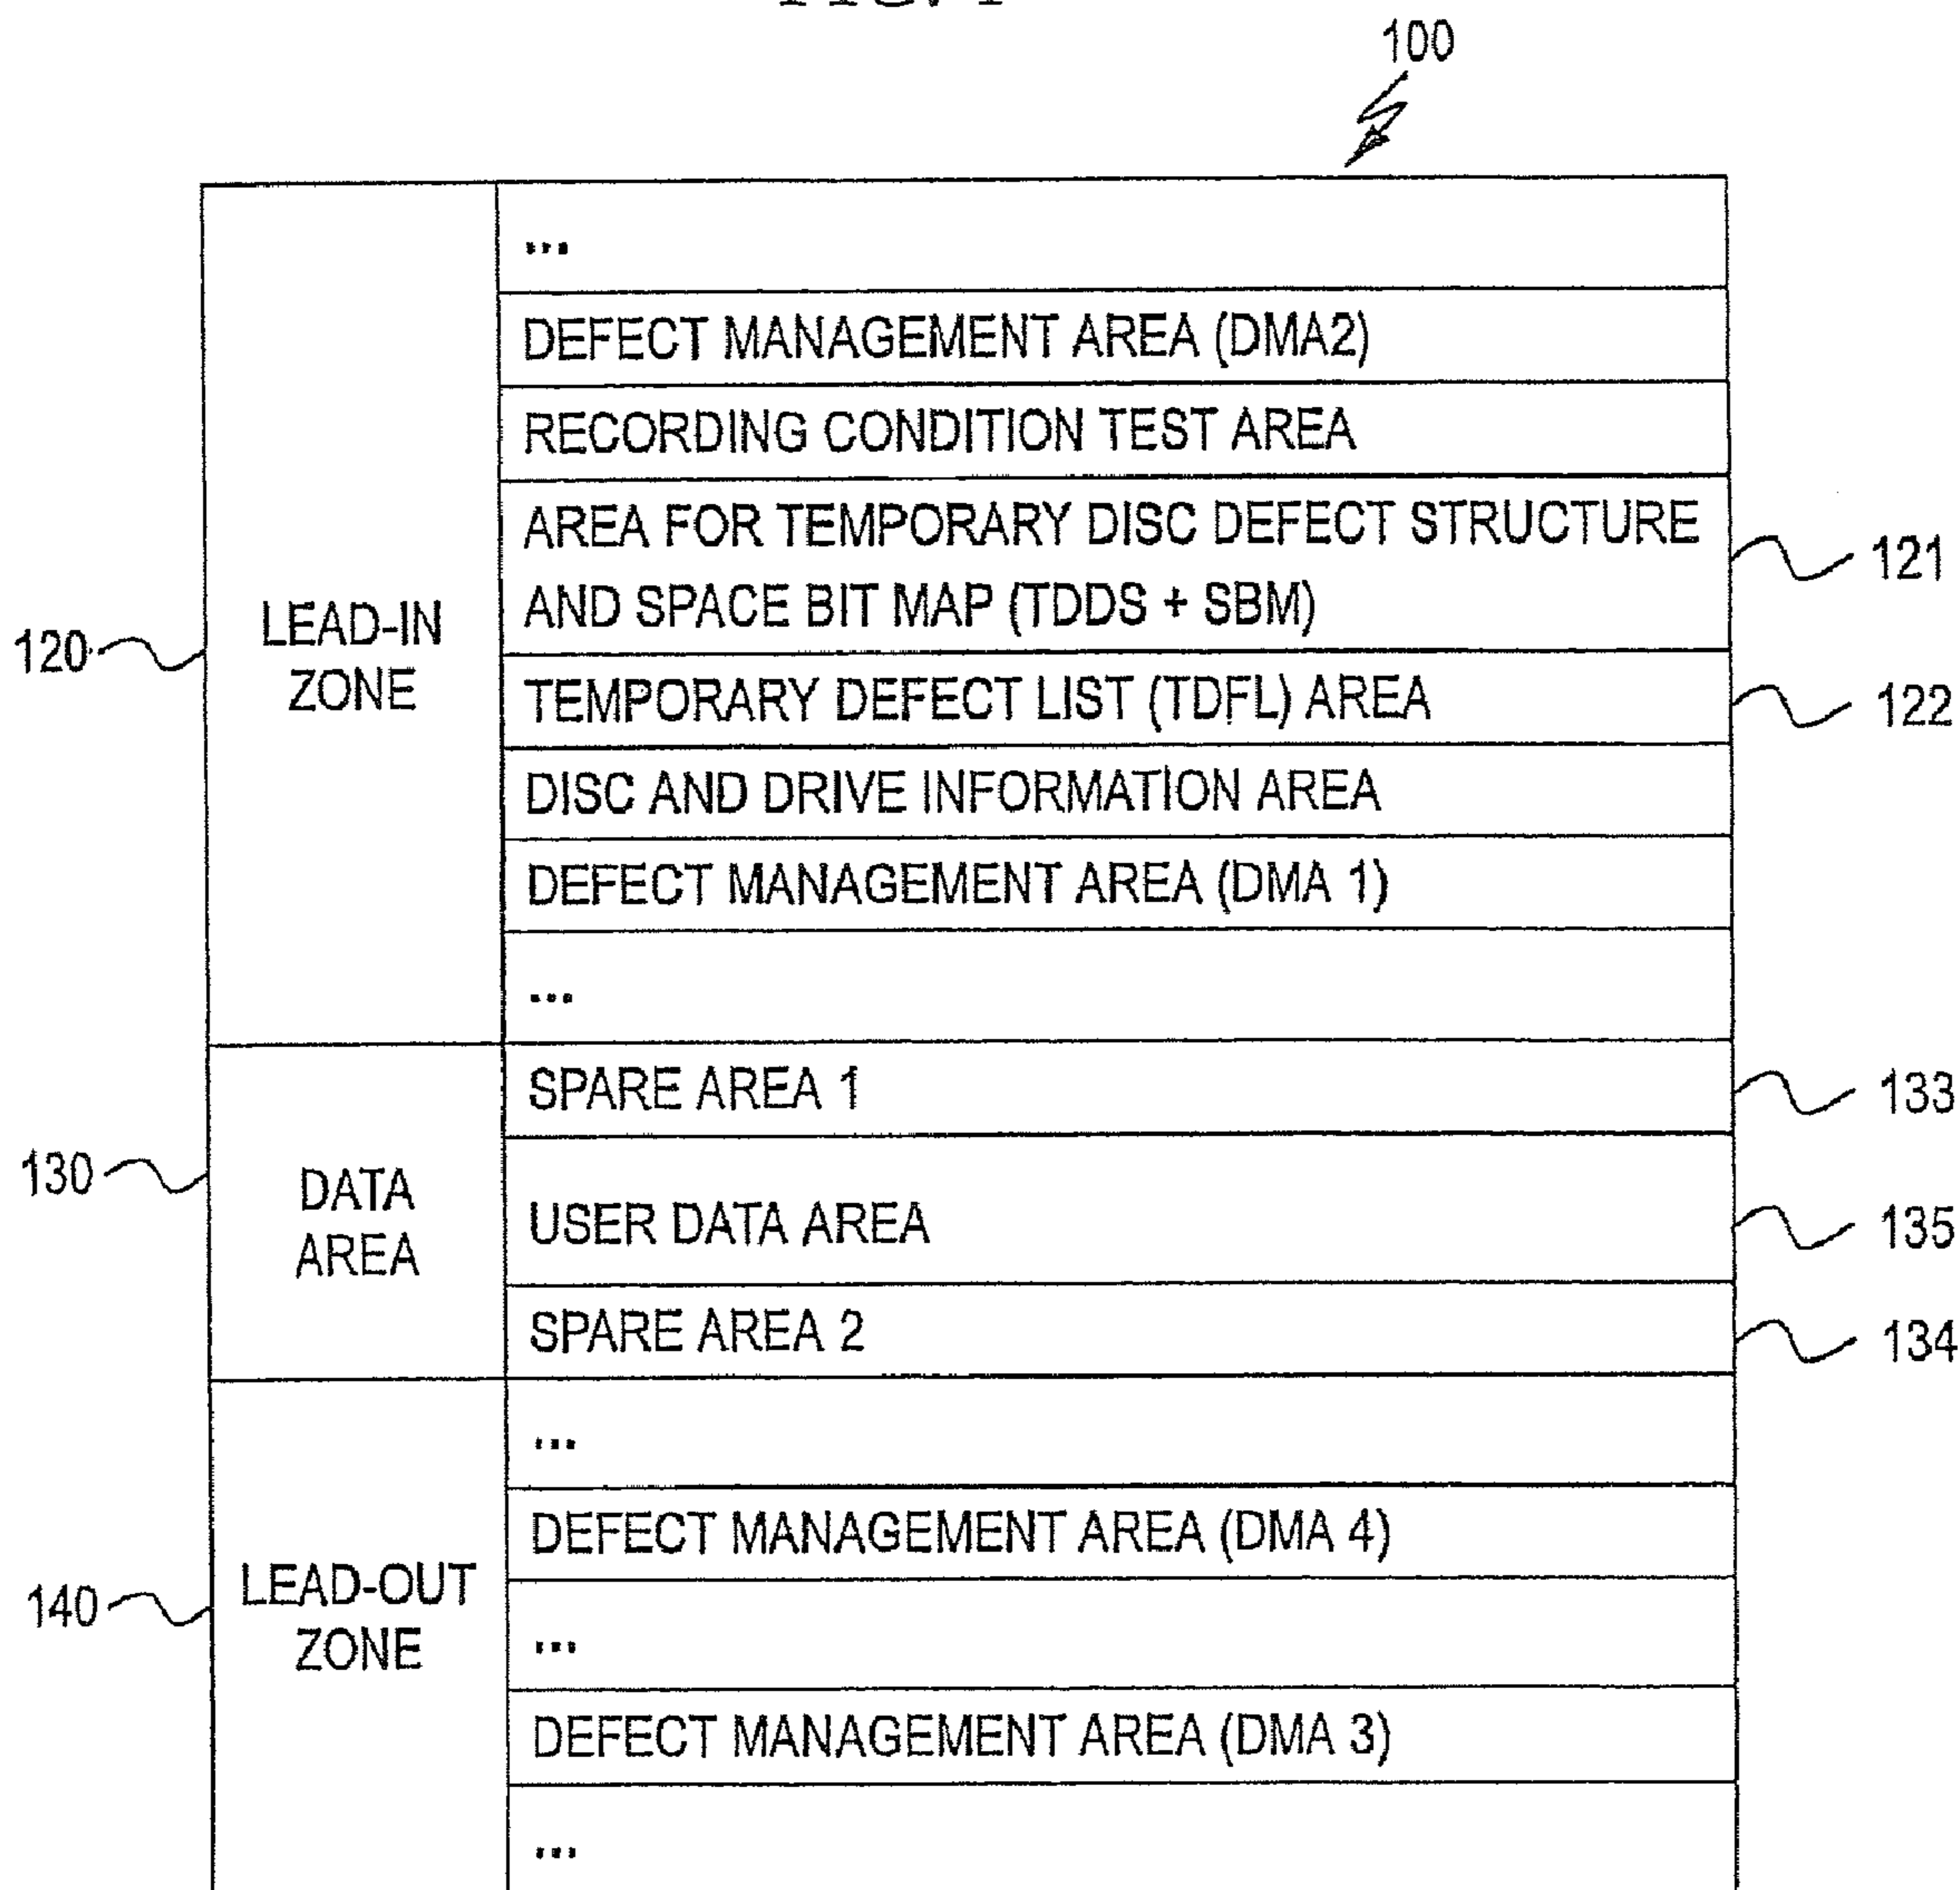 100
...
DEFECT MANAGEMENT AREA (DMA2)
RECORDING CONDITION TEST AREA
AREA FOR TEMPORARY DISC DEFECT STRUCTURE
AND SPACE BIT MAP (TDDS + SBM)
121
120
LEAD-IN
ZONE
TEMPORARY DEFECT LIST (TDFL) AREA
122
DISC AND DRIVE INFORMATION AREA
DEFECT MANAGEMENT AREA (DMA 1)
...
SPARE AREA 1
133
130
DATA
AREA
USER DATA AREA
135
SPARE AREA 2
134
...
DEFECT MANAGEMENT AREA (DMA 4)
140
LEAD-OUT
ZONE
...
DEFECT MANAGEMENT AREA (DMA 3)
...